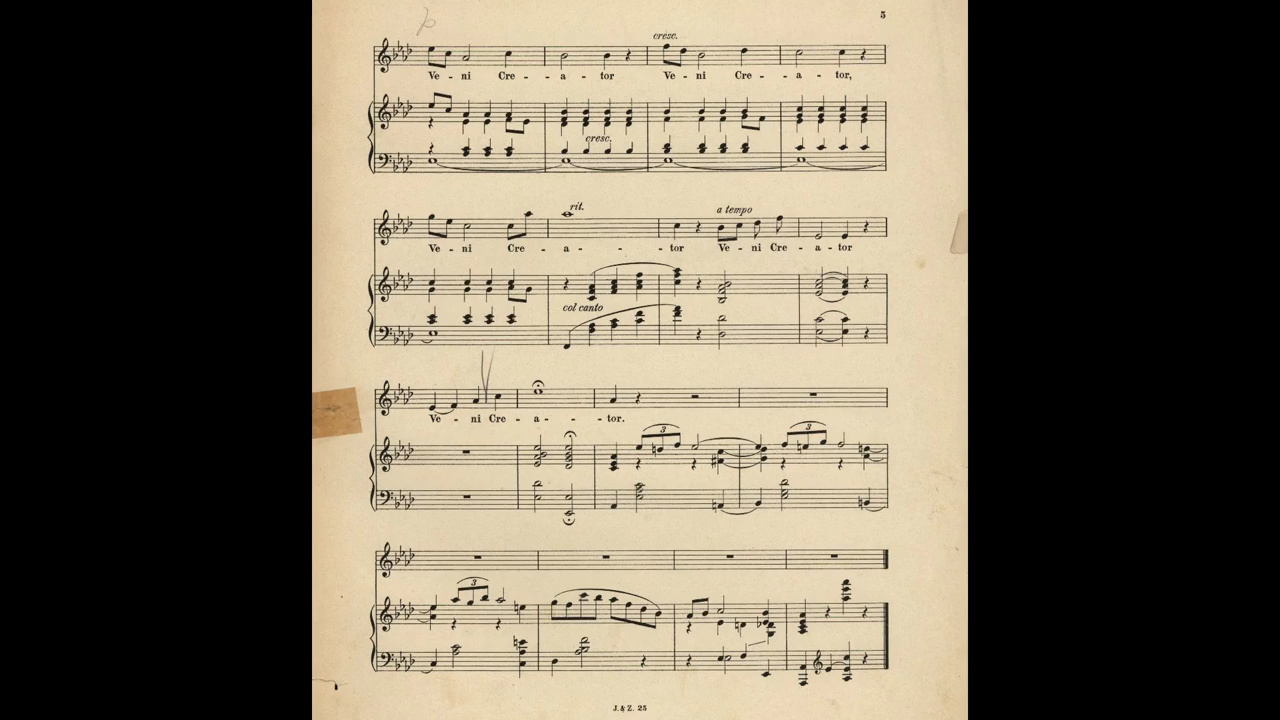 5
cresc.
Ve - ni Cre - a - tor Ve - ni Cre - a - tor,
cresc.
rit. a tempo
Ve - ni Cre - a - tor Ve - ni Cre - a - tor
col canto
Ve - ni Cre - a - tor.
3 3
3
J. & Z. 25